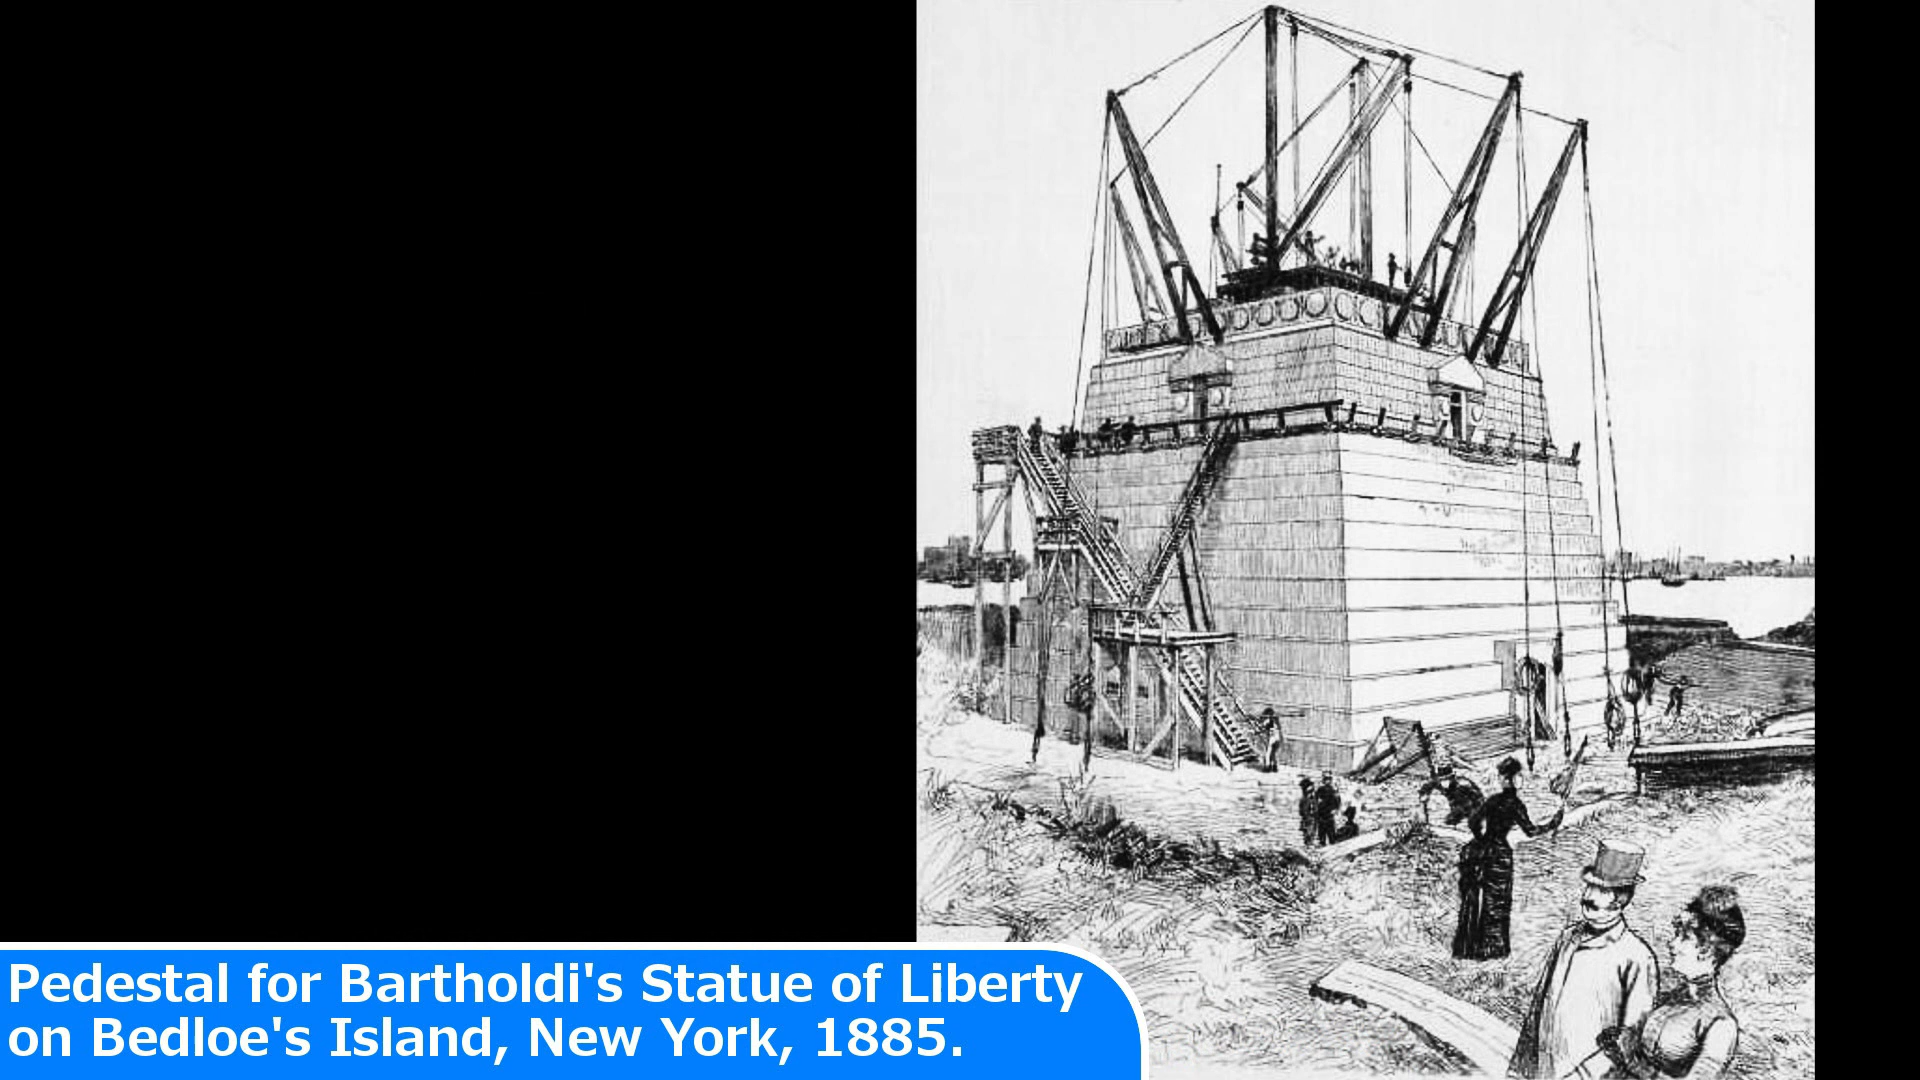 Pedestal for Bartholdi's Statue of Liberty
on Bedloe's Island, New York, 1885.